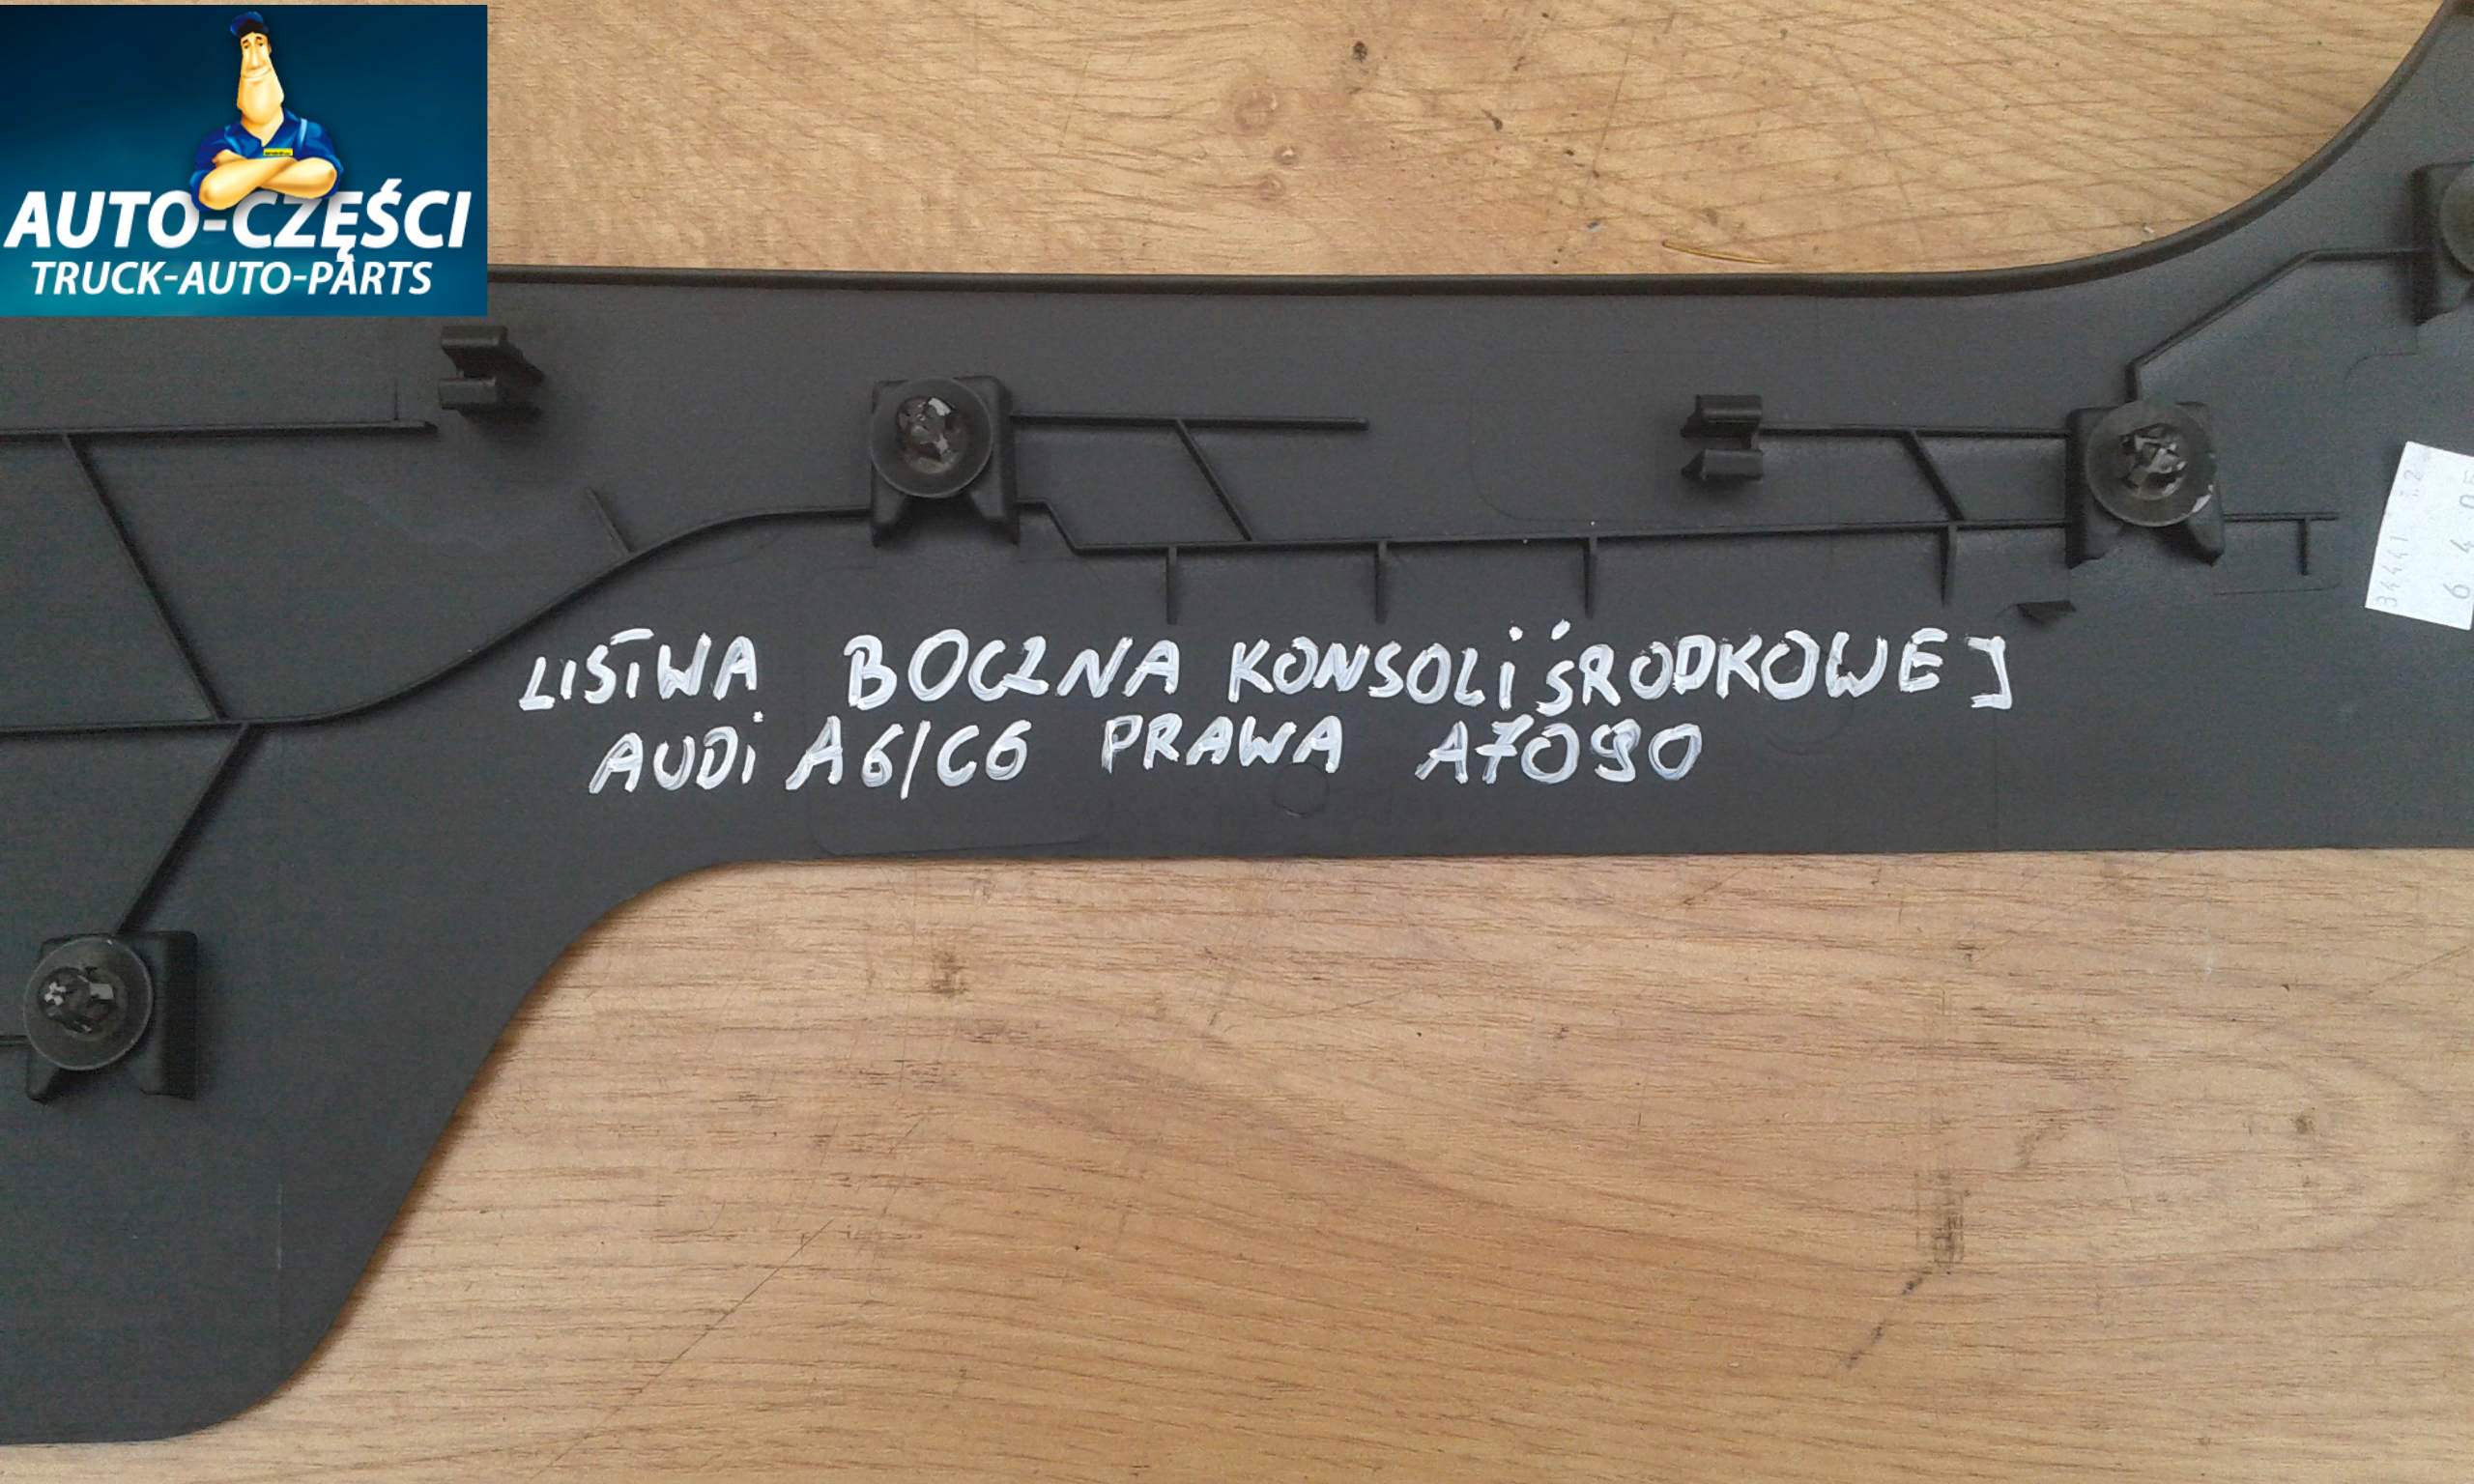 AUTO-CZĘŚCI
TRUCK-AUTO-PARTS
LISTWA BOCZNA KONSOLI ŚRODKOWEJ
AUDi A6/C6 PRAWA A7090